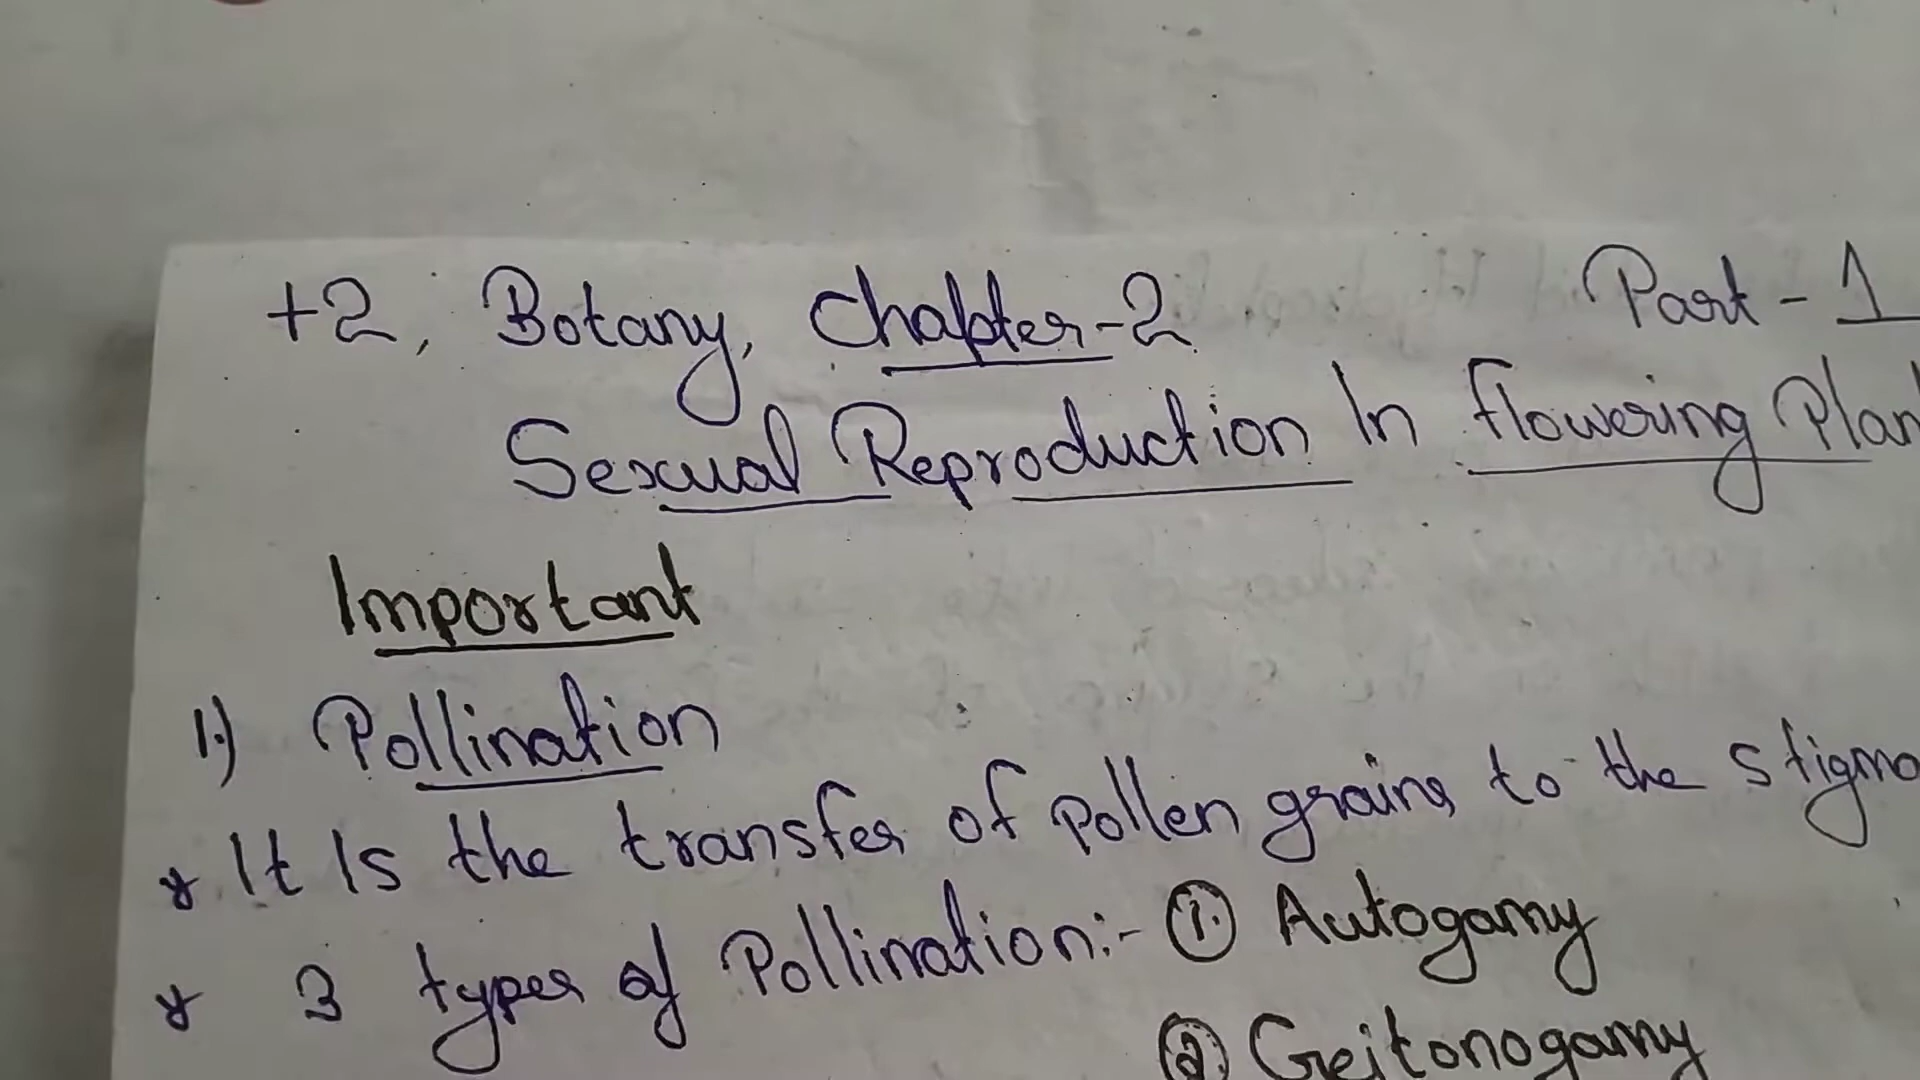 +2, Botany, Chapter-2 Part - 1
Sexual Reproduction In flowering Plan
Important
1.) Pollination
* It Is the transfer of pollen grains to the stigma
* 3 types of Pollination:- ① Autogamy
② Geitonogamy